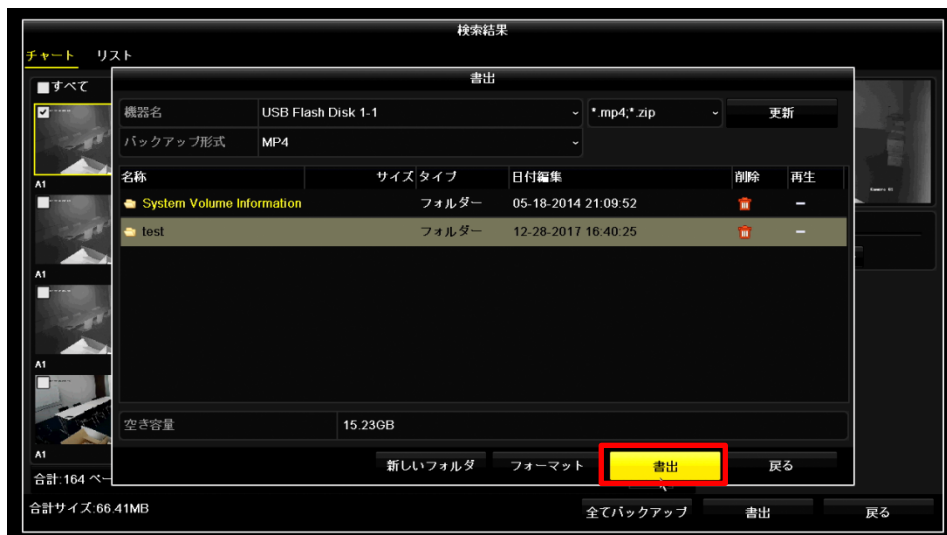 検索結果
チャート リスト
すべて
書出
機器名 USB Flash Disk 1-1 *.mp4;*.zip 更新
バックアップ形式 MP4
名称 サイズ タイプ 日付編集 削除 再生
System Volume Information フォルダー 05-18-2014 21:09:52
test フォルダー 12-28-2017 16:40:25
A1
A1
A1
A1
空き容量 15.23GB
新しいフォルダ フォーマット 書出 戻る
合計:164 ペー
合計サイズ:66.41MB 全てバックアップ 書出 戻る